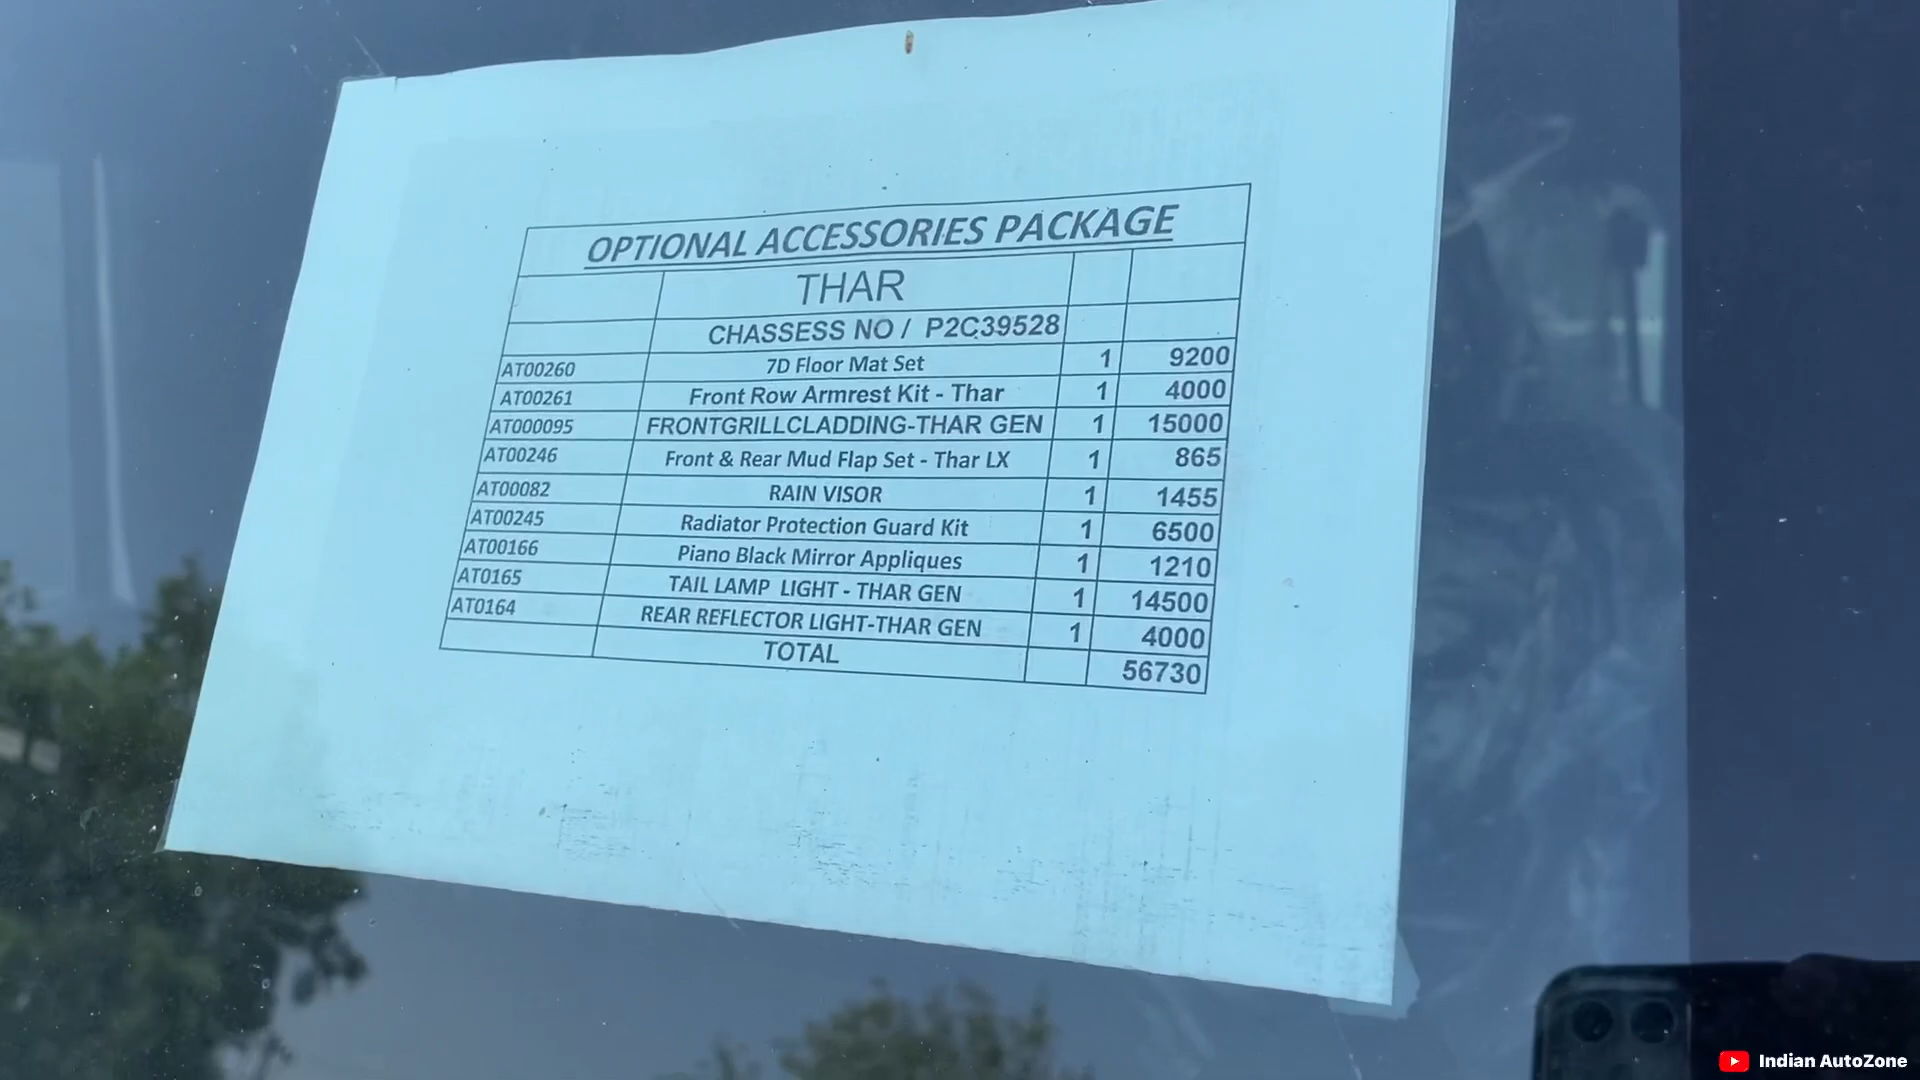 OPTIONAL ACCESSORIES PACKAGE
THAR
CHASSESS NO / P2C39528
AT00260 7D Floor Mat Set 1 9200
AT00261 Front Row Armrest Kit - Thar 1 4000
AT000095 FRONTGRILLCLADDING-THAR GEN 1 15000
AT00246 Front & Rear Mud Flap Set - Thar LX 1 865
AT00082 RAIN VISOR 1 1455
AT00245 Radiator Protection Guard Kit 1 6500
AT00166 Piano Black Mirror Appliques 1 1210
AT0165 TAIL LAMP LIGHT - THAR GEN 1 14500
AT0164 REAR REFLECTOR LIGHT-THAR GEN 1 4000
TOTAL 56730
Indian AutoZone